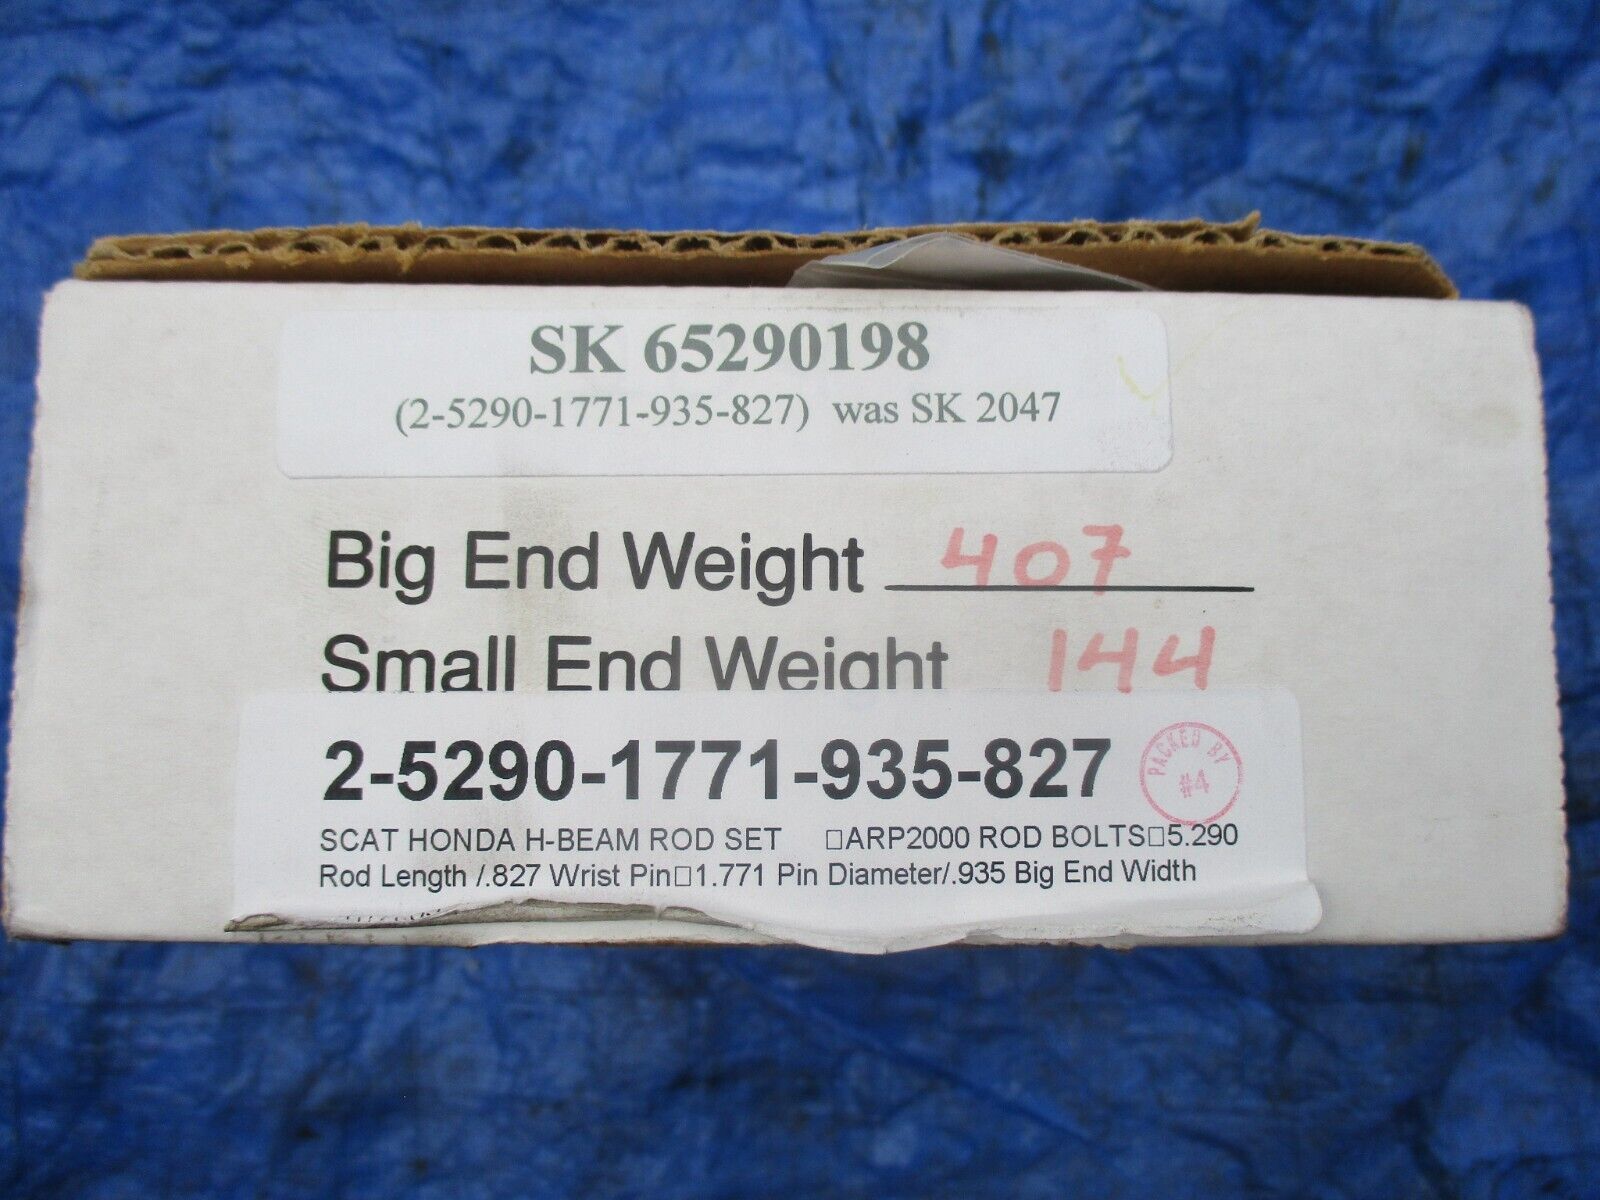 SK 65290198
(2-5290-1771-935-827) was SK 2047
Big End Weight 407
Small End Weight 144
2-5290-1771-935-827
PACKED BY
#4
SCAT HONDA H-BEAM ROD SET □ARP2000 ROD BOLTS□5.290
Rod Length /.827 Wrist Pin□1.771 Pin Diameter/.935 Big End Width